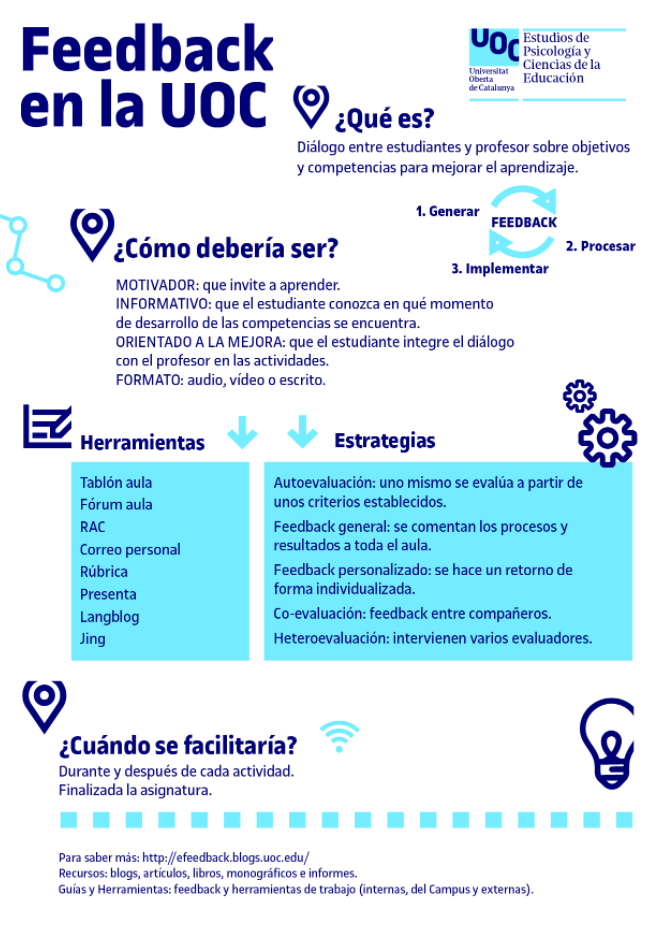 Feedback
en la UOC
UOC
Universitat
Oberta
de Catalunya
Estudios de
Psicología y
Ciencias de la
Educación
¿Qué es?
Diálogo entre estudiantes y profesor sobre objetivos
y competencias para mejorar el aprendizaje.
1. Generar
FEEDBACK
2. Procesar
3. Implementar
¿Cómo debería ser?
MOTIVADOR: que invite a aprender.
INFORMATIVO: que el estudiante conozca en qué momento
de desarrollo de las competencias se encuentra.
ORIENTADO A LA MEJORA: que el estudiante integre el diálogo
con el profesor en las actividades.
FORMATO: audio, vídeo o escrito.
Herramientas
Tablón aula
Fórum aula
RAC
Correo personal
Rúbrica
Presenta
Langblog
Jing
Estrategias
Autoevaluación: uno mismo se evalúa a partir de
unos criterios establecidos.
Feedback general: se comentan los procesos y
resultados a toda el aula.
Feedback personalizado: se hace un retorno de
forma individualizada.
Co-evaluación: feedback entre compañeros.
Heteroevaluación: intervienen varios evaluadores.
¿Cuándo se facilitaría?
Durante y después de cada actividad.
Finalizada la asignatura.
Para saber más: http://efeedback.blogs.uoc.edu/
Recursos: blogs, artículos, libros, monográficos e informes.
Guías y Herramientas: feedback y herramientas de trabajo (internas, del Campus y externas).